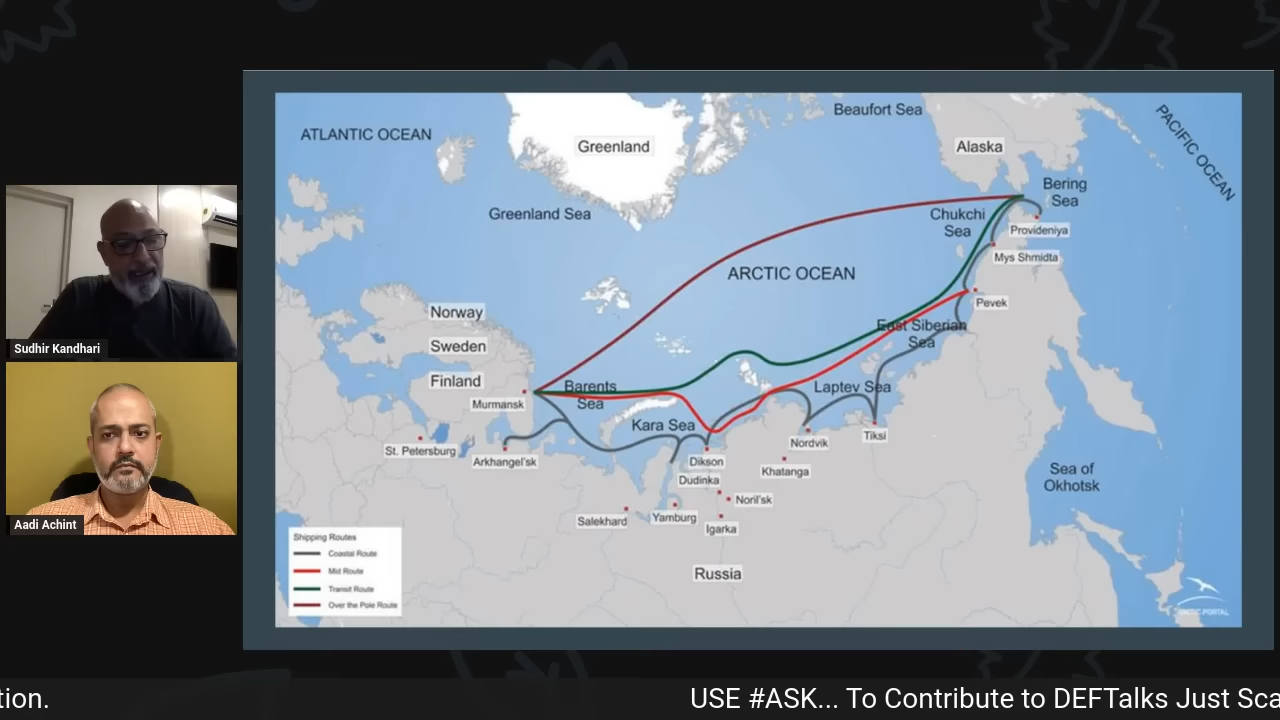 ATLANTIC OCEAN
Greenland
Beaufort Sea
Alaska
PACIFIC OCEAN
Greenland Sea
Chukchi
Sea
Bering
Sea
Provideniya
Mys Shmidta
ARCTIC OCEAN
Pevek
East Siberian
Sea
Norway
Sweden
Finland
Murmansk
Barents
Sea
Laptev Sea
Kara Sea
St. Petersburg
Arkhangel'sk
Dikson
Nordvik
Tiksi
Khatanga
Dudinka
Noril'sk
Salekhard
Yamburg
Igarka
Sea of
Okhotsk
Russia
Shipping Routes
Coastal Route
Mid Route
Transit Route
Over the Pole Route
ARCTIC PORTAL
Sudhir Kandhari
Aadi Achint
tion.
USE #ASK... To Contribute to DEFTalks Just Sca